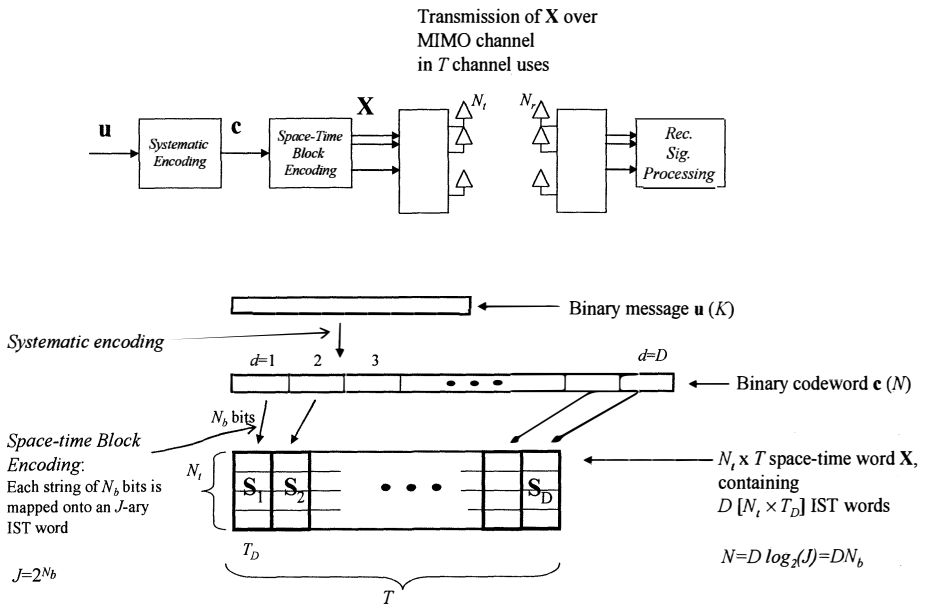 Transmission of X over
MIMO channel
in T channel uses
u
Systematic
Encoding
c
Space-Time
Block
Encoding
X
N_t
N_r
Rec.
Sig.
Processing
Binary message u (K)
Systematic encoding
d=1
2
3
d=D
Binary codeword c (N)
N_b bits
Space-time Block
Encoding:
Each string of N_b bits is
mapped onto an J-ary
IST word
J=2^{N_b}
N_t
S_1
S_2
S_D
T_D
T
N_t x T space-time word X,
containing
D [N_t × T_D] IST words
N=D log_2(J)=DN_b